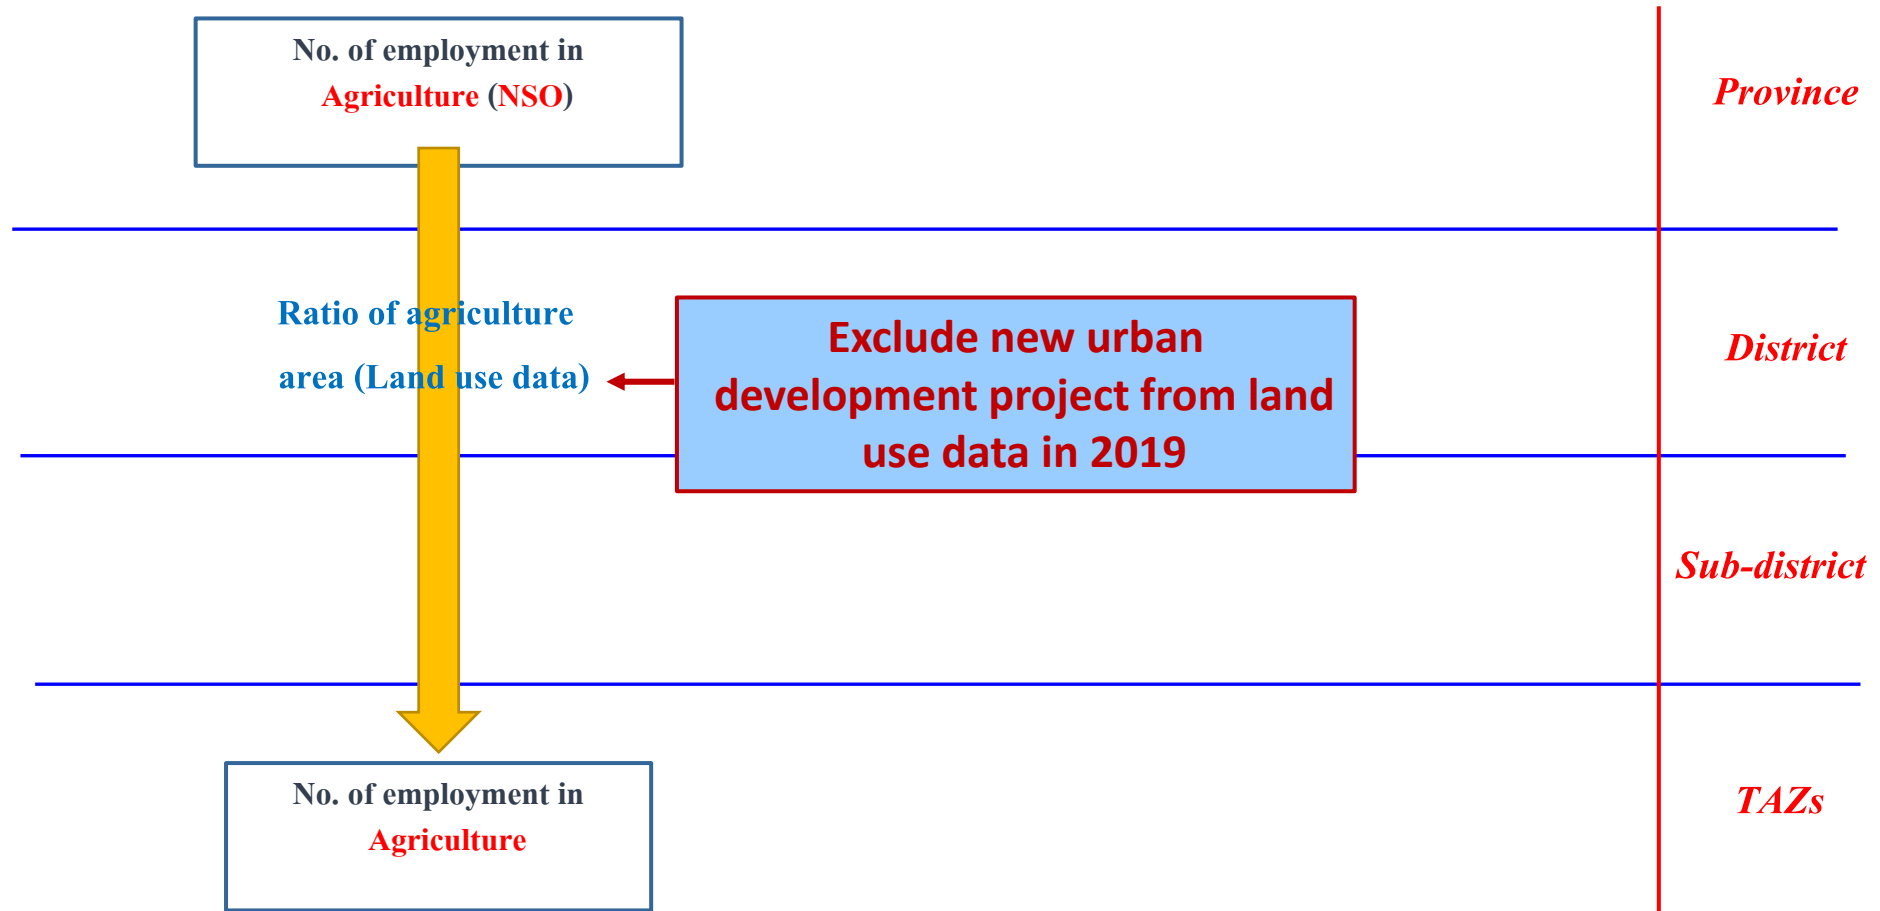 No. of employment in
Agriculture (NSO)
Province
Ratio of agriculture
area (Land use data)
Exclude new urban
development project from land
use data in 2019
District
Sub-district
No. of employment in
Agriculture
TAZs